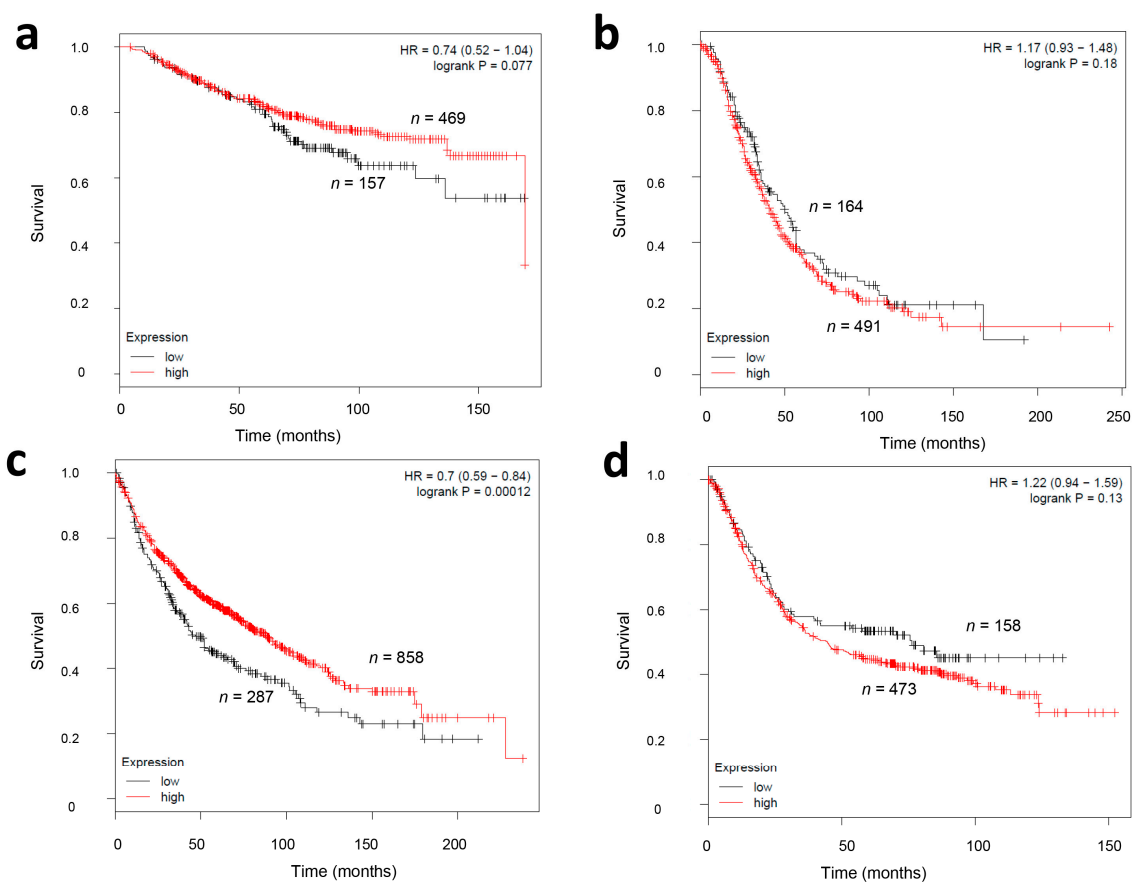 a
HR = 0.74 (0.52 − 1.04)
logrank P = 0.077
1.0
0.8
0.6
0.4
0.2
0
Survival
n = 469
n = 157
Expression
low
high
0 50 100 150
Time (months)
b
HR = 1.17 (0.93 − 1.48)
logrank P = 0.18
1.0
0.8
0.6
0.4
0.2
0
Survival
n = 164
n = 491
Expression
low
high
0 50 100 150 200 250
Time (months)
c
HR = 0.7 (0.59 − 0.84)
logrank P = 0.00012
1.0
0.8
0.6
0.4
0.2
0
Survival
n = 858
n = 287
Expression
low
high
0 50 100 150 200
Time (months)
d
HR = 1.22 (0.94 − 1.59)
logrank P = 0.13
1.0
0.8
0.6
0.4
0.2
0
Survival
n = 158
n = 473
Expression
low
high
0 50 100 150
Time (months)